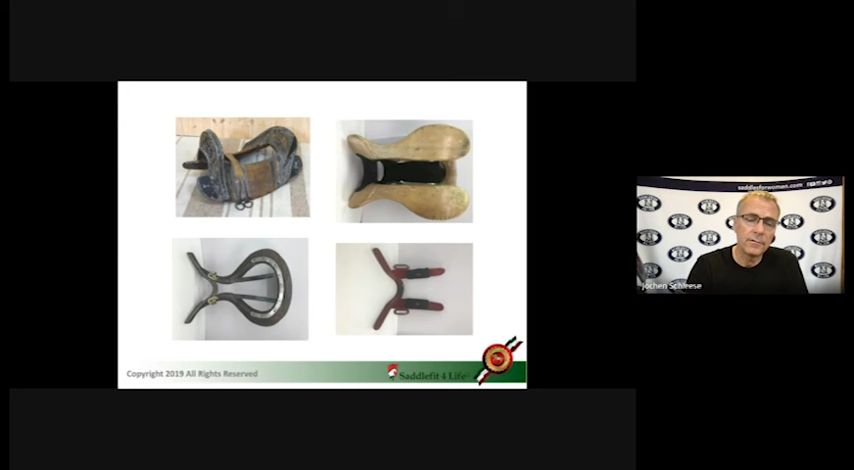 saddlesforwomen.com
Jochen Schleese
Copyright 2019 All Rights Reserved
Saddlefit 4 Life